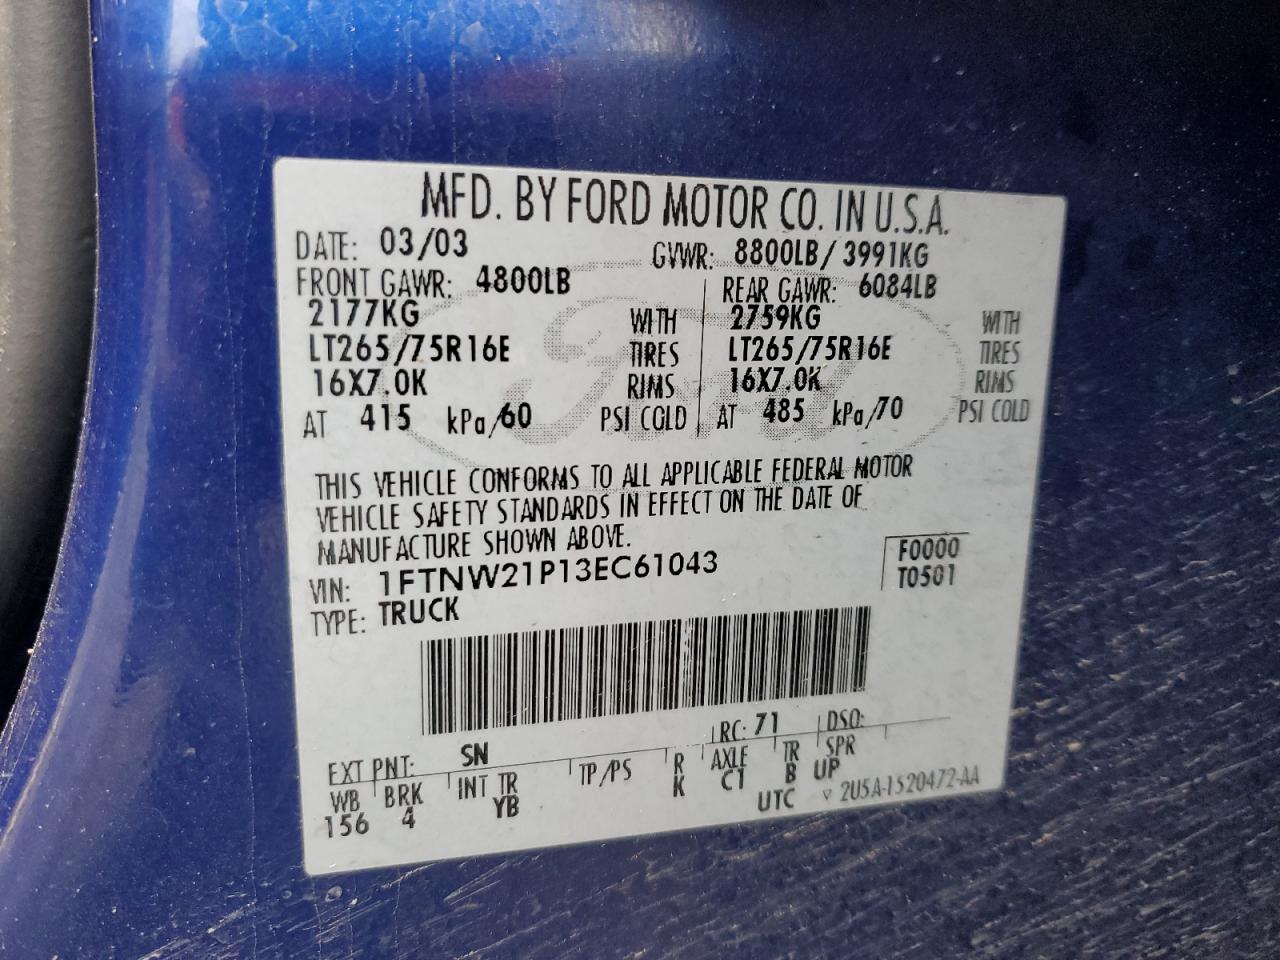 MFD. BY FORD MOTOR CO. IN U.S.A.
DATE: 03/03 GVWR: 8800LB/ 3991KG
FRONT GAWR: 4800LB REAR GAWR: 6084LB
2177KG WITH 2759KG WITH
LT265/75R16E TIRES LT265/75R16E TIRES
16X7.0K RIMS 16X7.0K RIMS
AT 415 kPa/60 PSI COLD AT 485 kPa/70 PSI COLD
THIS VEHICLE CONFORMS TO ALL APPLICABLE FEDERAL MOTOR
VEHICLE SAFETY STANDARDS IN EFFECT ON THE DATE OF
MANUFACTURE SHOWN ABOVE.
VIN: 1FTNW21P13EC61043 F0000
TYPE: TRUCK T0501
EXT PNT: SN RC: 71 DSO:
WB BRK INT TR TP/PS R AXLE TR SPR
156 4 YB K C1 B UP
UTC ▽ 2U5A-1520472-AA
Ford